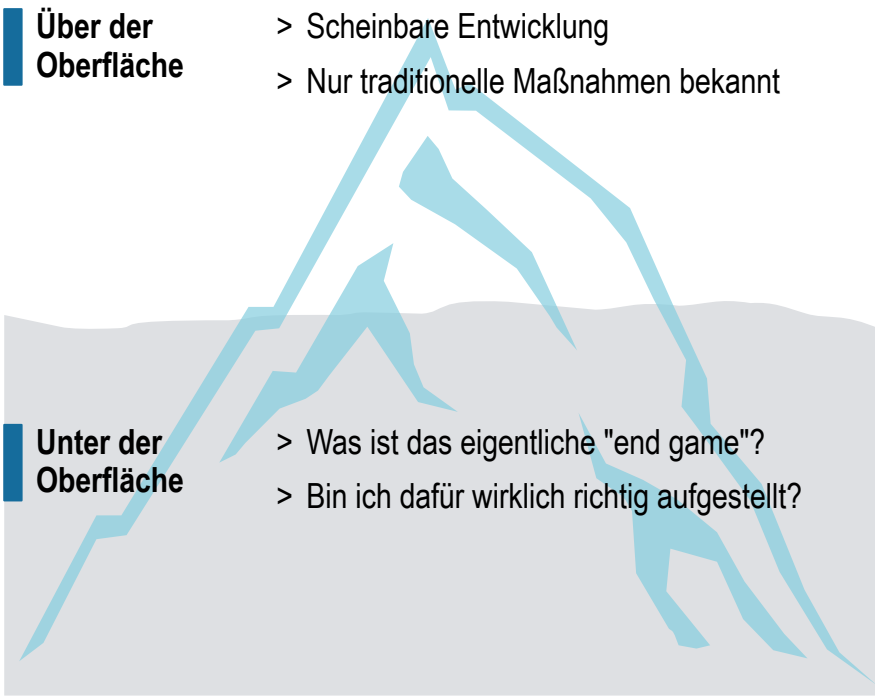 Über der
Oberfläche
> Scheinbare Entwicklung
> Nur traditionelle Maßnahmen bekannt
Unter der
Oberfläche
> Was ist das eigentliche "end game"?
> Bin ich dafür wirklich richtig aufgestellt?